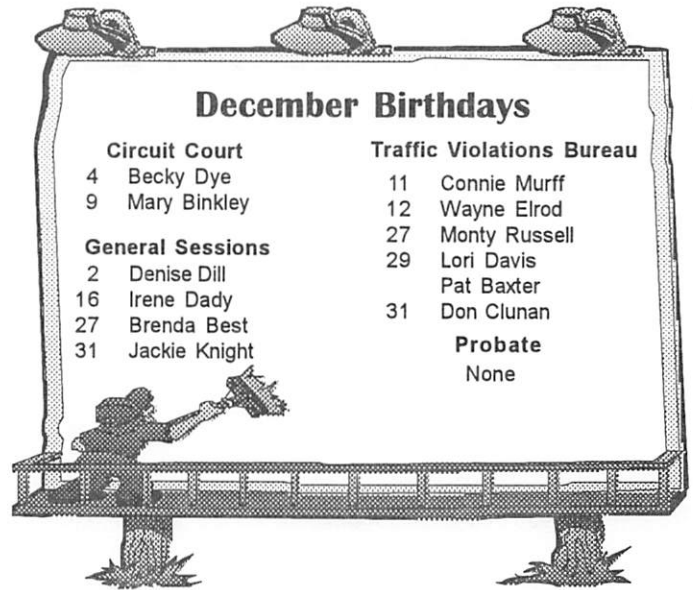 December Birthdays
Circuit Court
4 Becky Dye
9 Mary Binkley
General Sessions
2 Denise Dill
16 Irene Dady
27 Brenda Best
31 Jackie Knight
Traffic Violations Bureau
11 Connie Murff
12 Wayne Elrod
27 Monty Russell
29 Lori Davis
Pat Baxter
31 Don Clunan
Probate
None